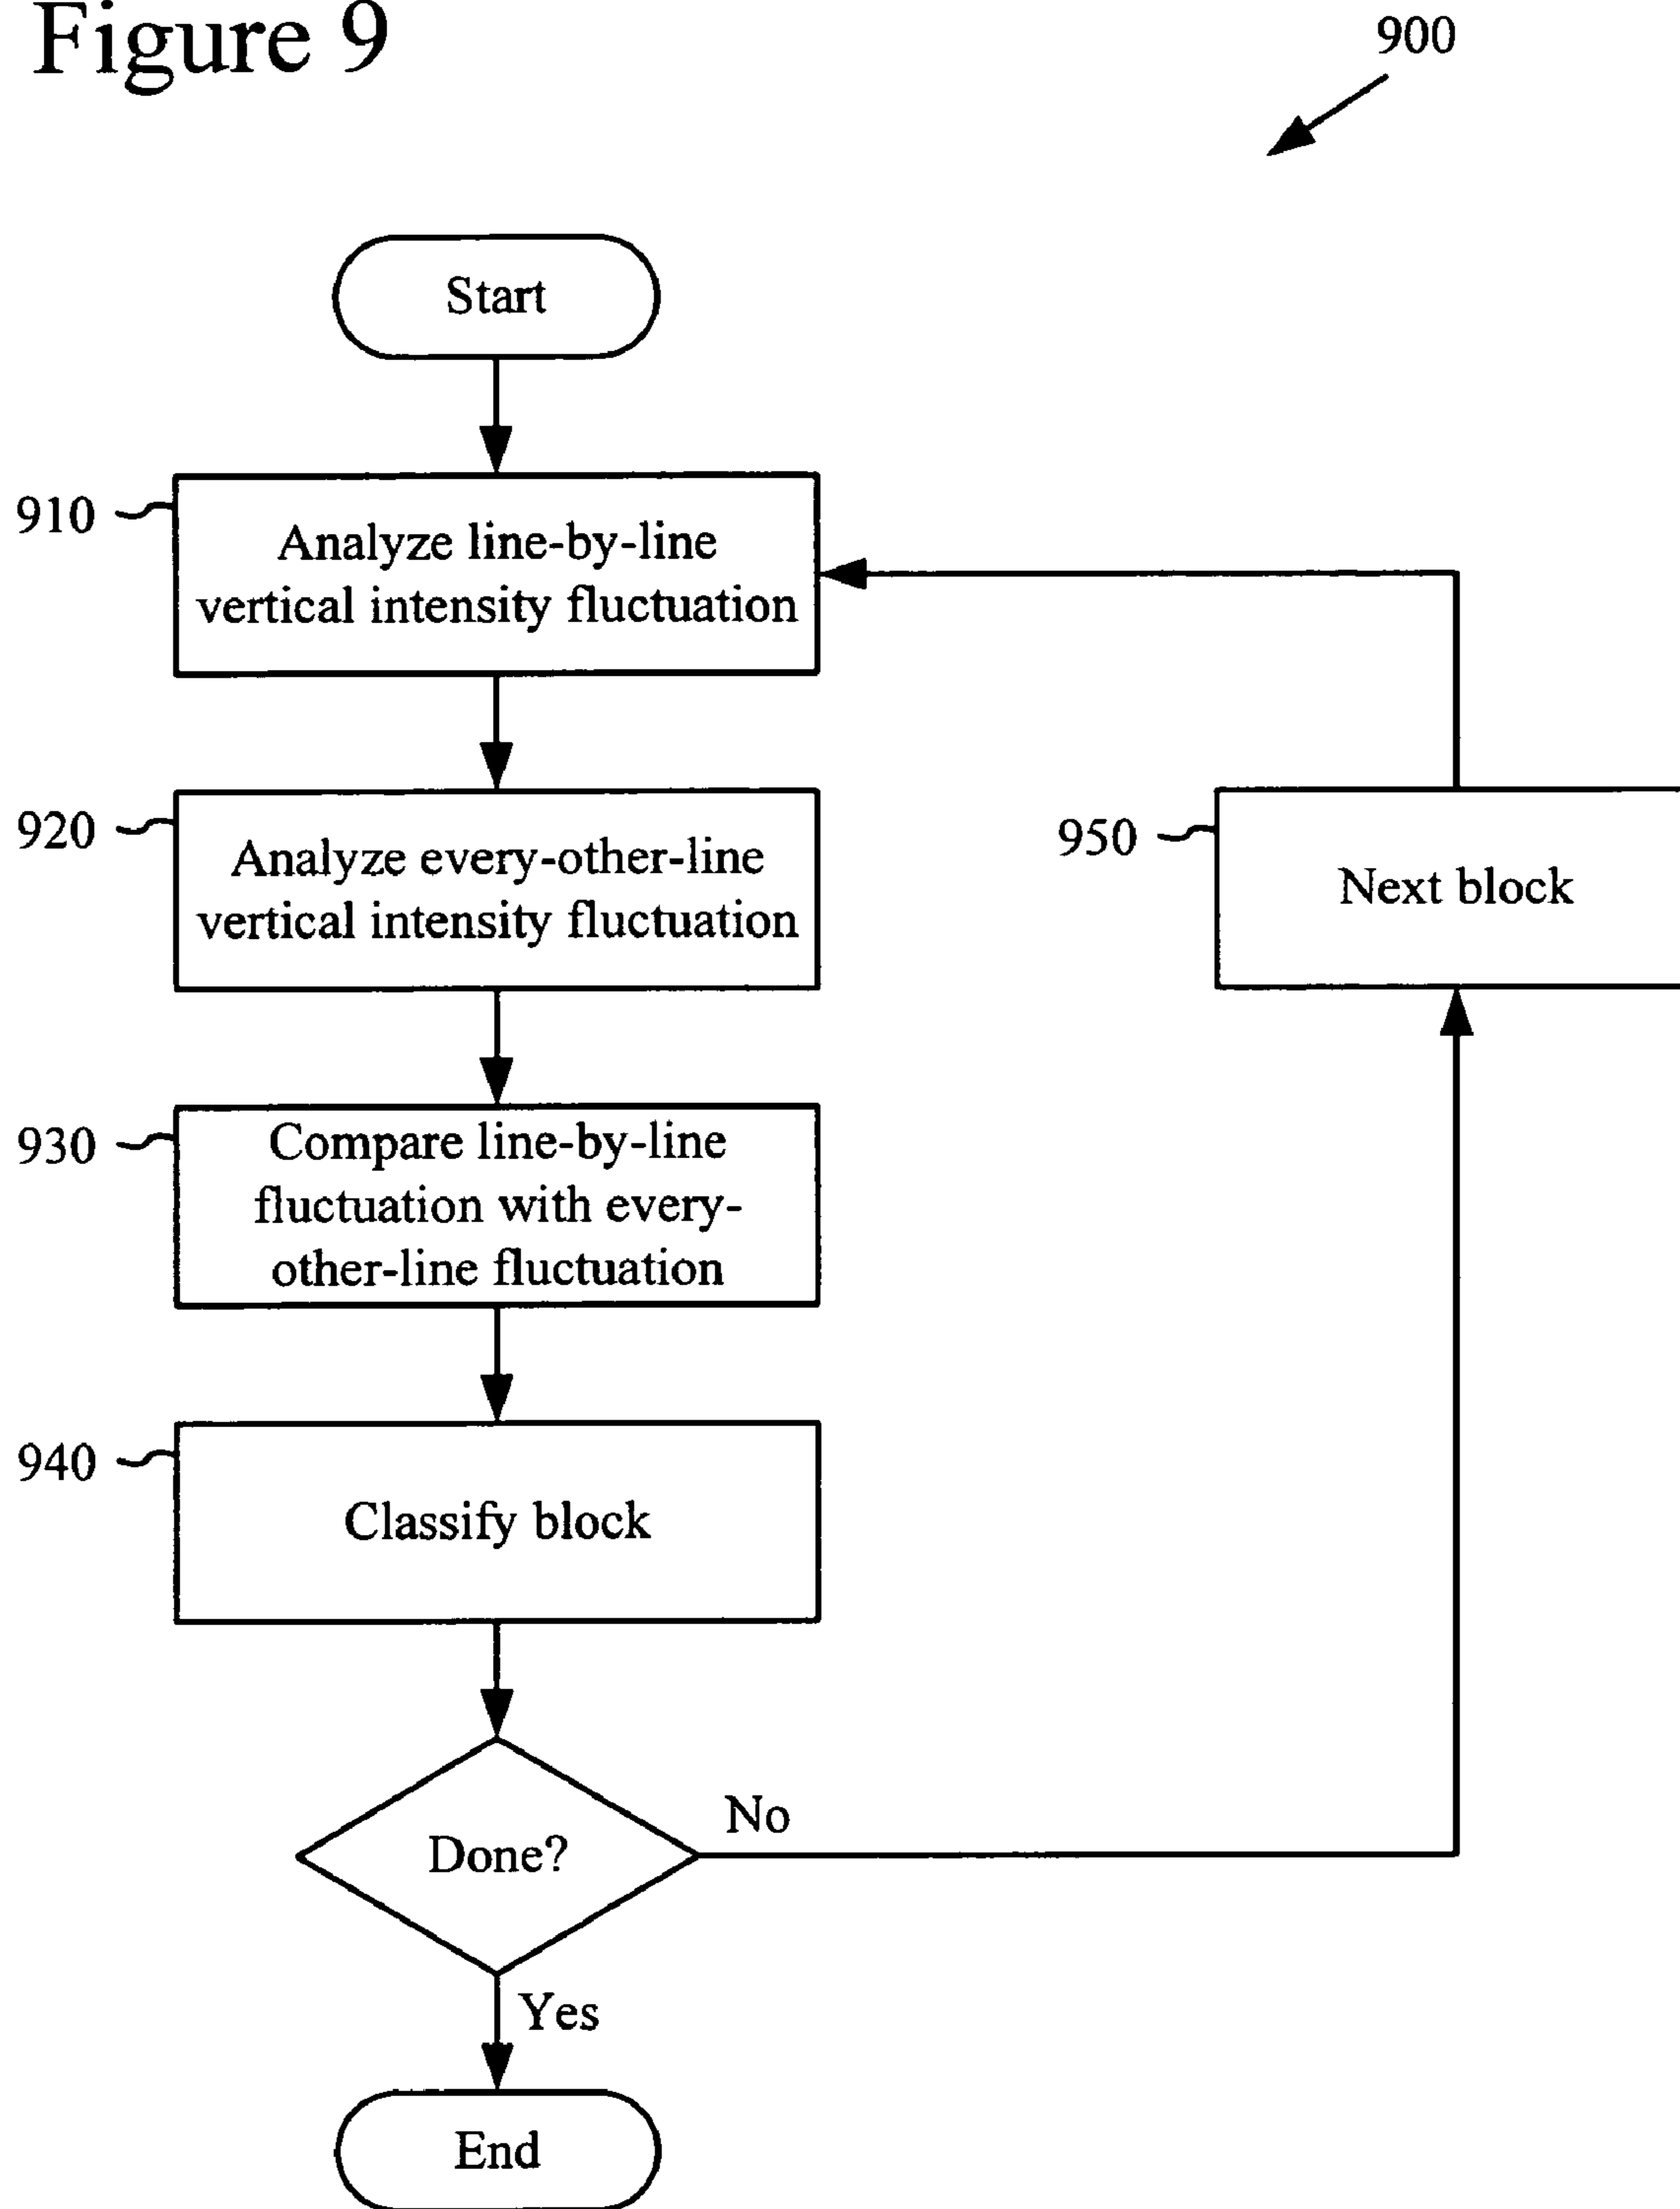 Figure 9
900
Start
910
Analyze line-by-line
vertical intensity fluctuation
920
Analyze every-other-line
vertical intensity fluctuation
950
Next block
930
Compare line-by-line
fluctuation with every-
other-line fluctuation
940
Classify block
Done?
No
Yes
End